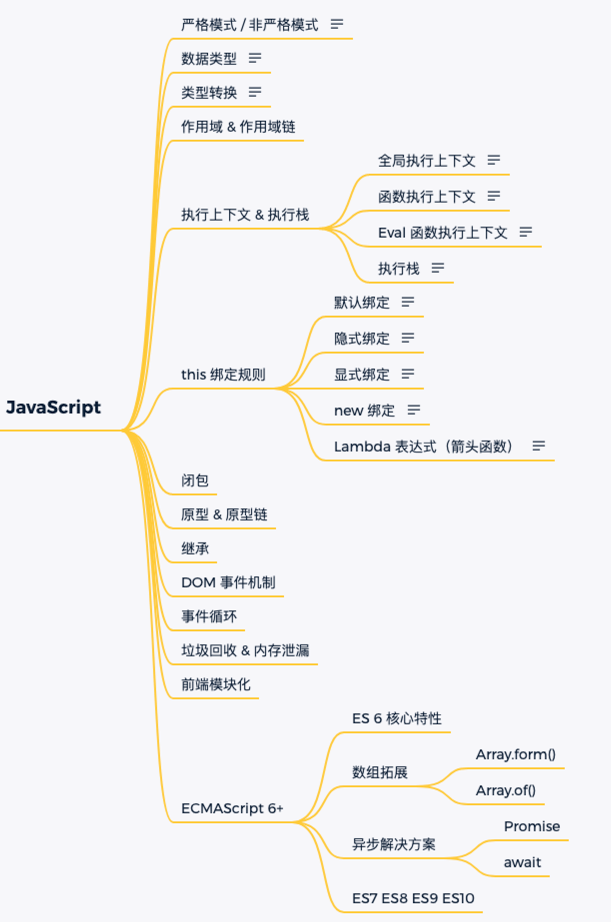 严格模式 / 非严格模式
数据类型
类型转换
作用域 & 作用域链
执行上下文 & 执行栈
全局执行上下文
函数执行上下文
Eval 函数执行上下文
执行栈
this 绑定规则
默认绑定
隐式绑定
显式绑定
new 绑定
Lambda 表达式（箭头函数）
JavaScript
闭包
原型 & 原型链
继承
DOM 事件机制
事件循环
垃圾回收 & 内存泄漏
前端模块化
ECMAScript 6+
ES 6 核心特性
数组拓展
Array.form()
Array.of()
异步解决方案
Promise
await
ES7 ES8 ES9 ES10